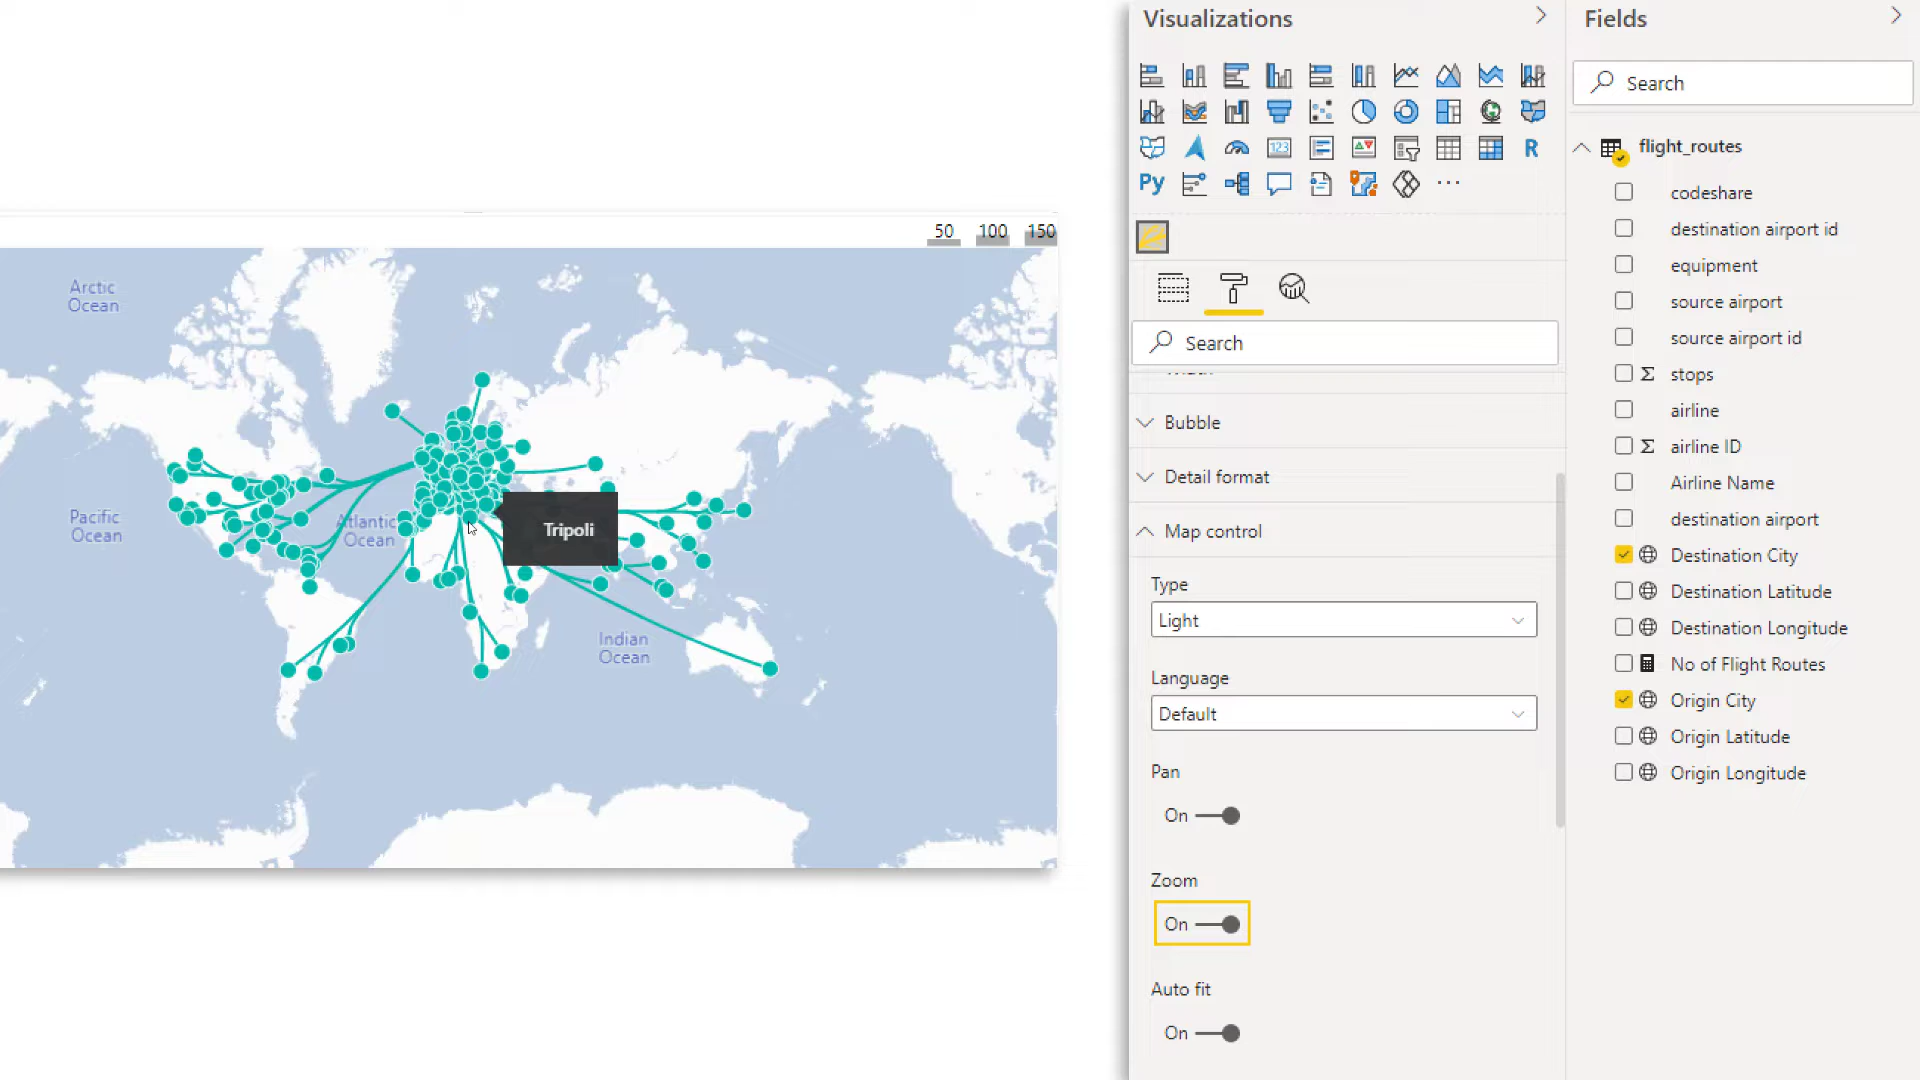 Visualizations
Fields
Search
flight_routes
codeshare
destination airport id
equipment
source airport
source airport id
stops
airline
airline ID
Airline Name
destination airport
Destination City
Destination Latitude
Destination Longitude
No of Flight Routes
Origin City
Origin Latitude
Origin Longitude
123
R
Py
Search
Bubble
Detail format
Map control
Type
Light
Language
Default
Pan
On
Zoom
On
Auto fit
On
50 100 150
Arctic
Ocean
Pacific
Ocean
Atlantic
Ocean
Tripoli
Indian
Ocean